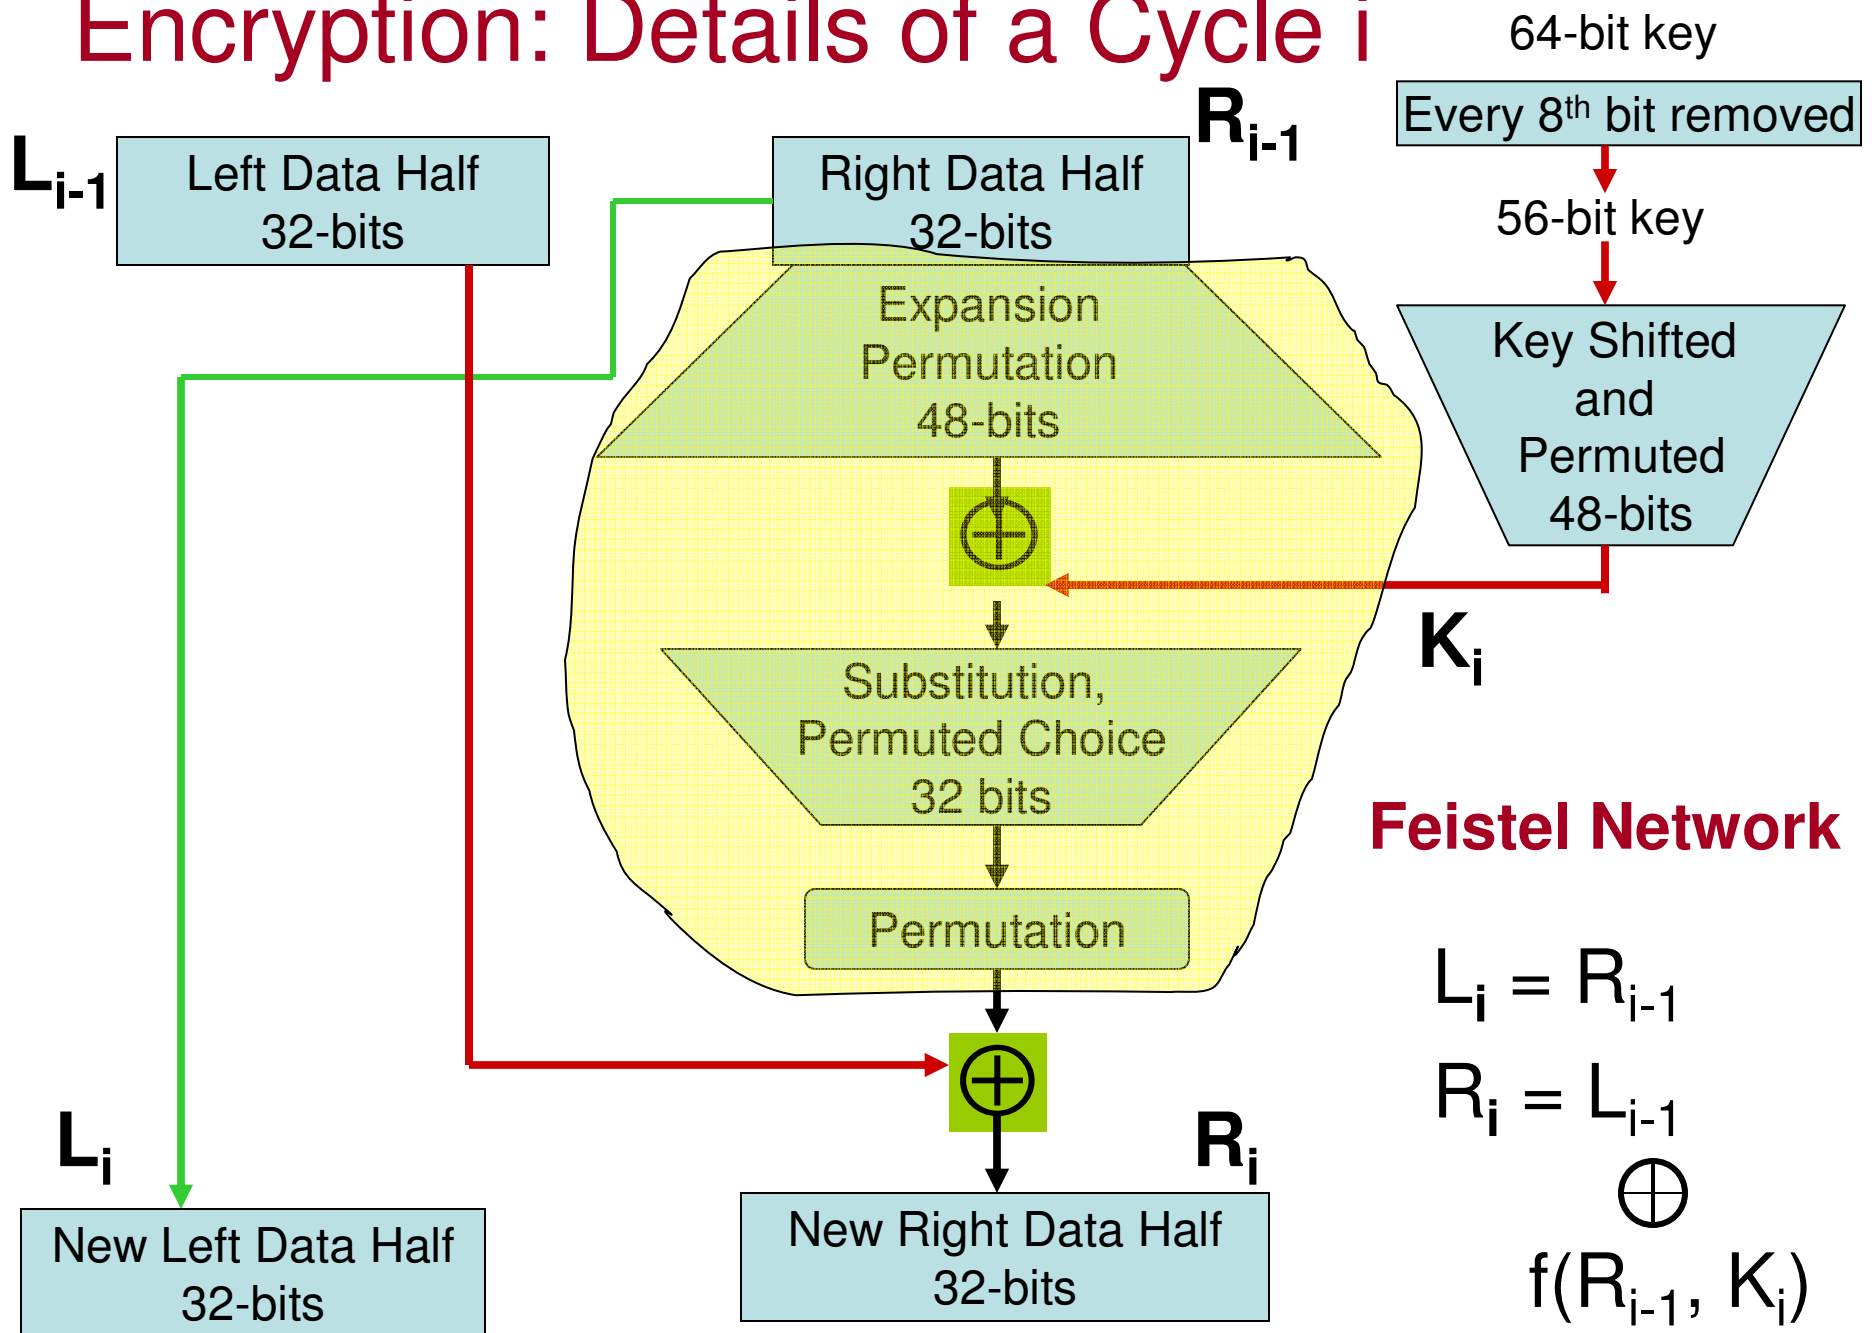 Encryption: Details of a Cycle i
64-bit key
Every 8th bit removed
56-bit key
Key Shifted
and
Permuted
48-bits
Li-1
Left Data Half
32-bits
Ri-1
Right Data Half
32-bits
Expansion
Permutation
48-bits
⊕
Ki
Substitution,
Permuted Choice
32 bits
Permutation
⊕
Li
New Left Data Half
32-bits
Ri
New Right Data Half
32-bits
Feistel Network
Li = Ri-1
Ri = Li-1
⊕
f(Ri-1, Ki)